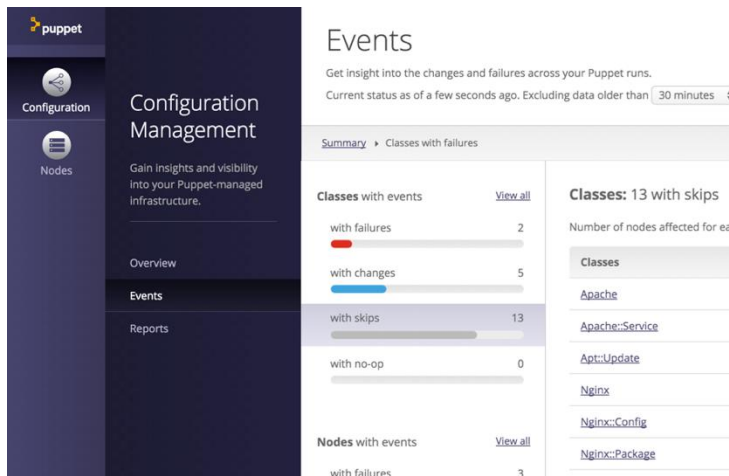 puppet
Configuration
Nodes
Configuration
Management
Gain insights and visibility
into your Puppet-managed
infrastructure.
Overview
Events
Reports
Events
Get insight into the changes and failures across your Puppet runs.
Current status as of a few seconds ago. Excluding data older than 30 minutes
Summary ▸ Classes with failures
Classes with events View all
with failures 2
with changes 5
with skips 13
with no-op 0
Nodes with events View all
with failures 3
Classes: 13 with skips
Number of nodes affected for ea
Classes
Apache
Apache::Service
Apt::Update
Nginx
Nginx::Config
Nginx::Package